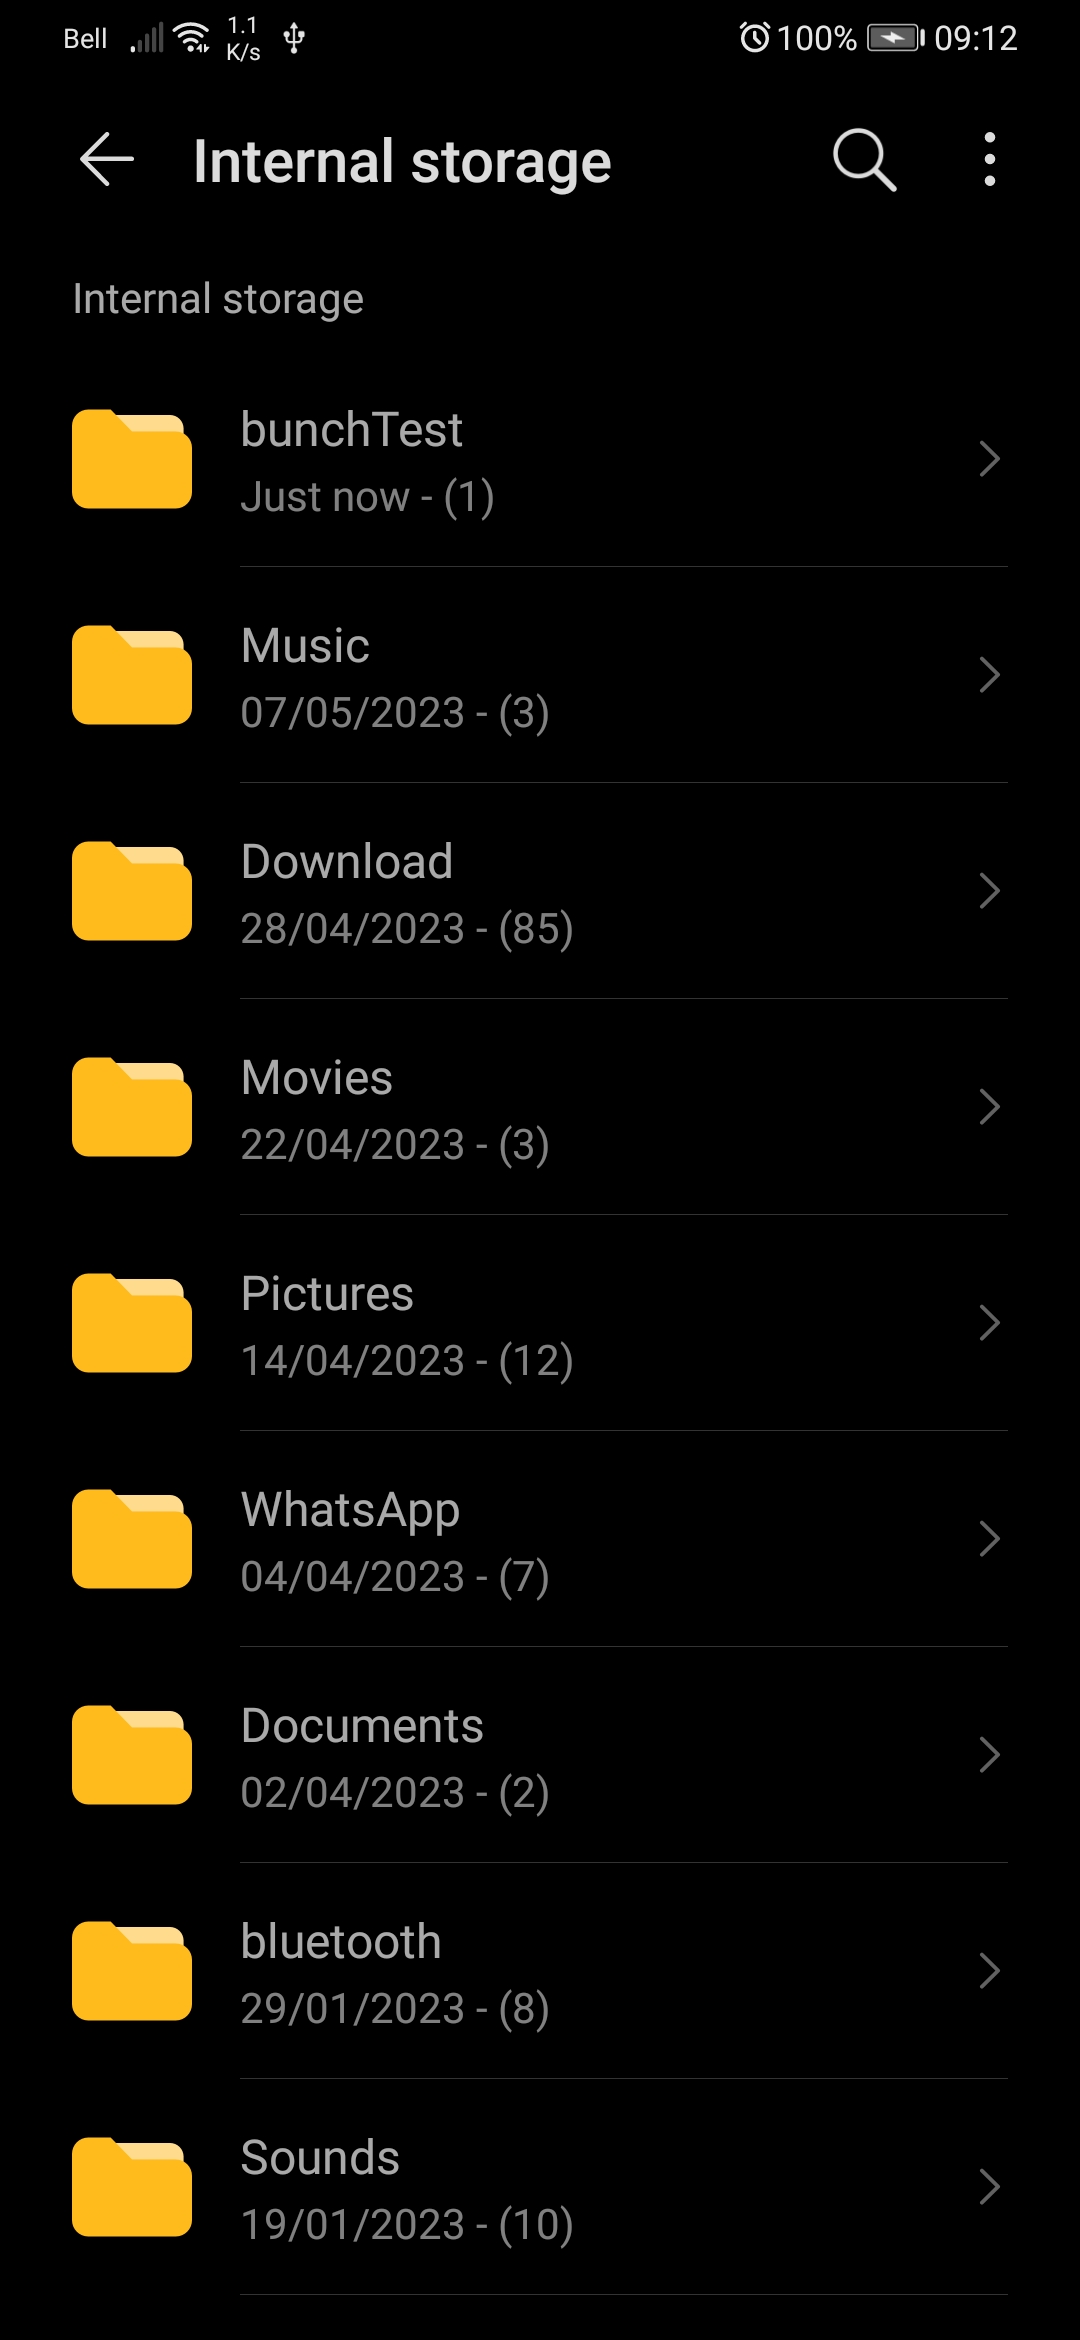 Bell 1.1 K/s 100% 09:12
Internal storage
Internal storage
bunchTest
Just now - (1)
Music
07/05/2023 - (3)
Download
28/04/2023 - (85)
Movies
22/04/2023 - (3)
Pictures
14/04/2023 - (12)
WhatsApp
04/04/2023 - (7)
Documents
02/04/2023 - (2)
bluetooth
29/01/2023 - (8)
Sounds
19/01/2023 - (10)